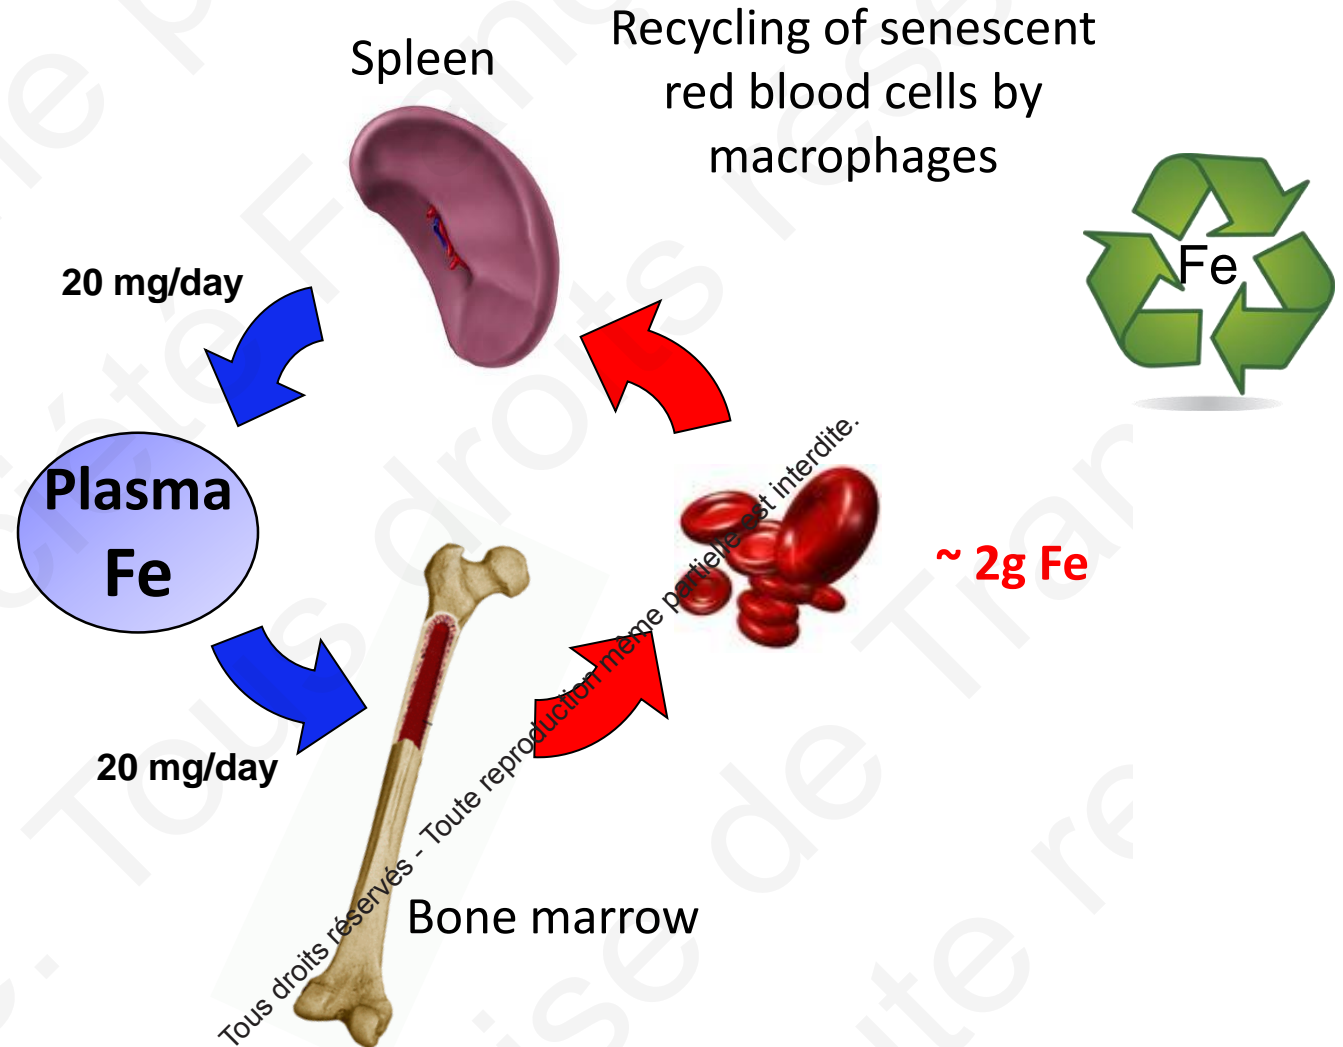 Spleen
Recycling of senescent
red blood cells by
macrophages
Fe
20 mg/day
Plasma
Fe
~ 2g Fe
20 mg/day
Bone marrow
Tous droits réservés - Toute reproduction même partielle est interdite.